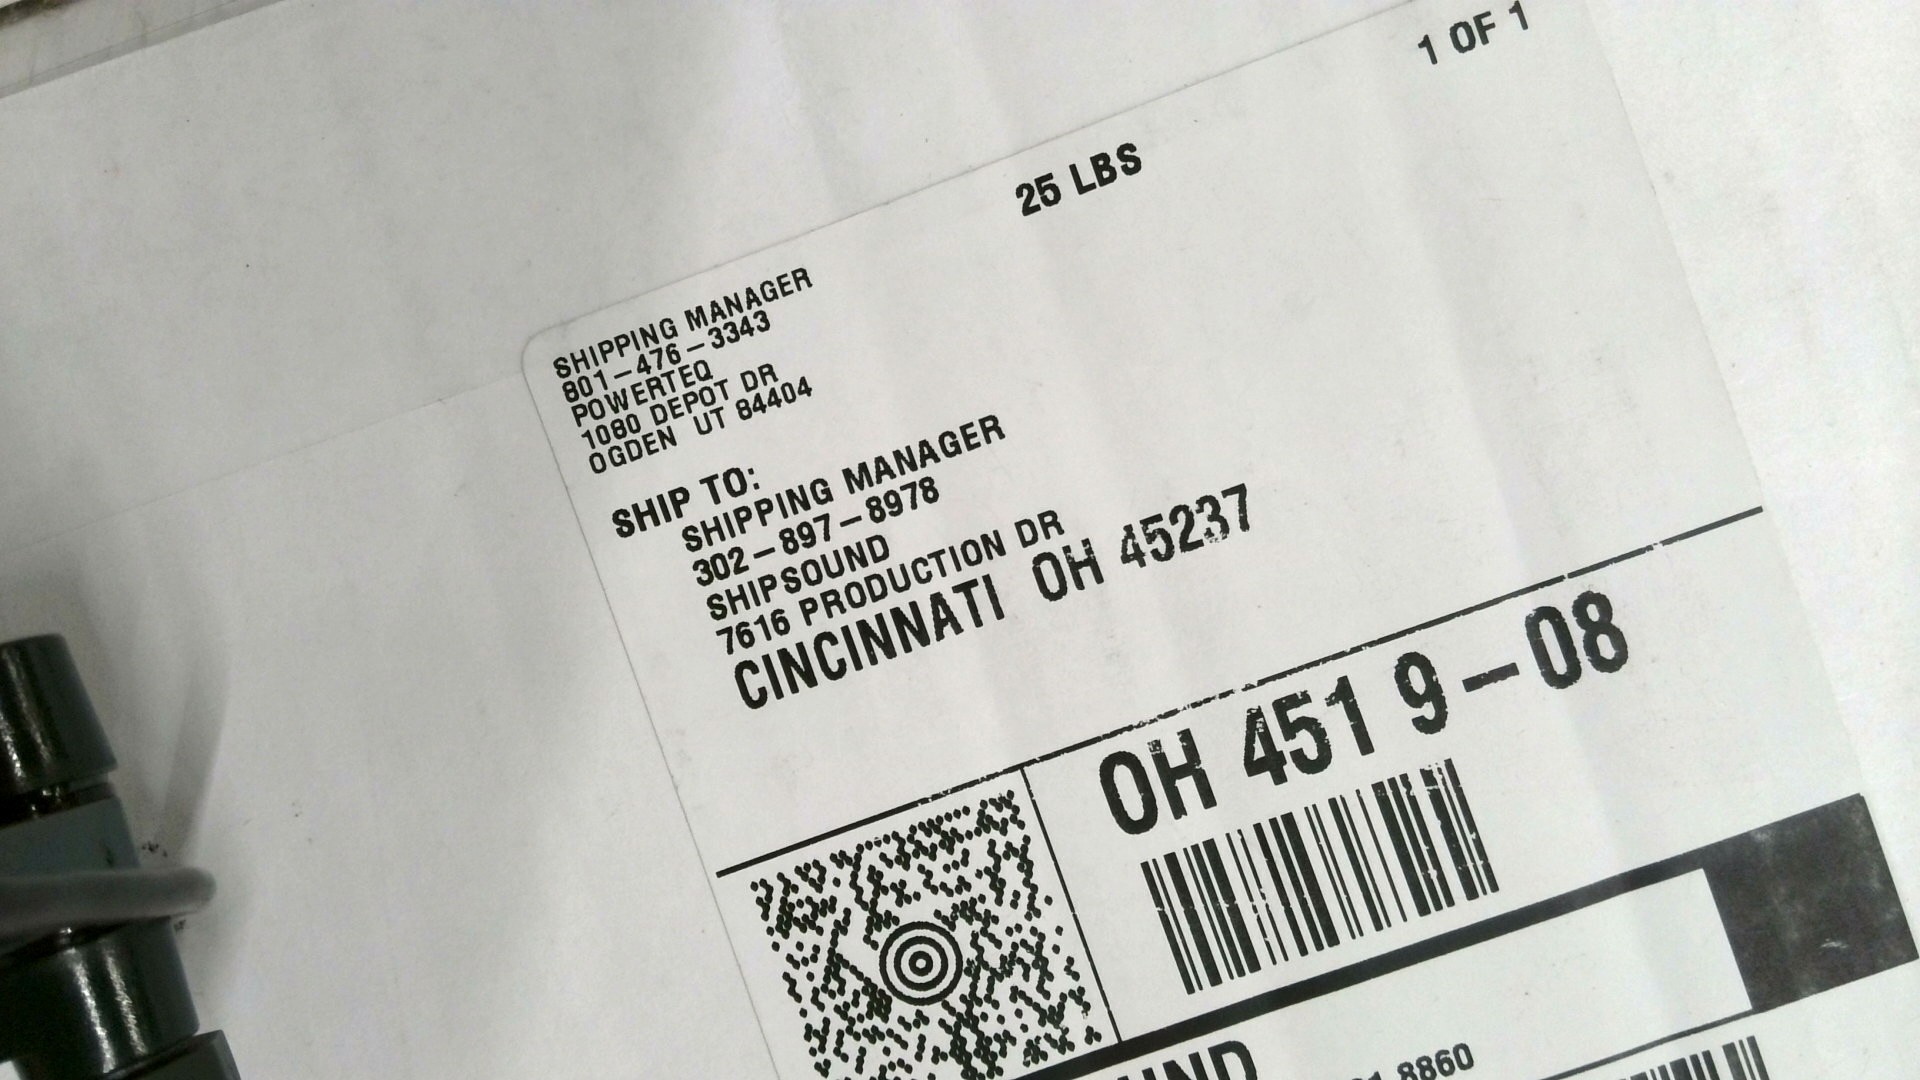 1 OF 1
25 LBS
SHIPPING MANAGER
801-476-3343
POWERTEQ
1080 DEPOT DR
OGDEN UT 84404
SHIP TO:
SHIPPING MANAGER
302-897-8978
SHIPSOUND
7616 PRODUCTION DR
CINCINNATI OH 45237
OH 451 9-08
8860